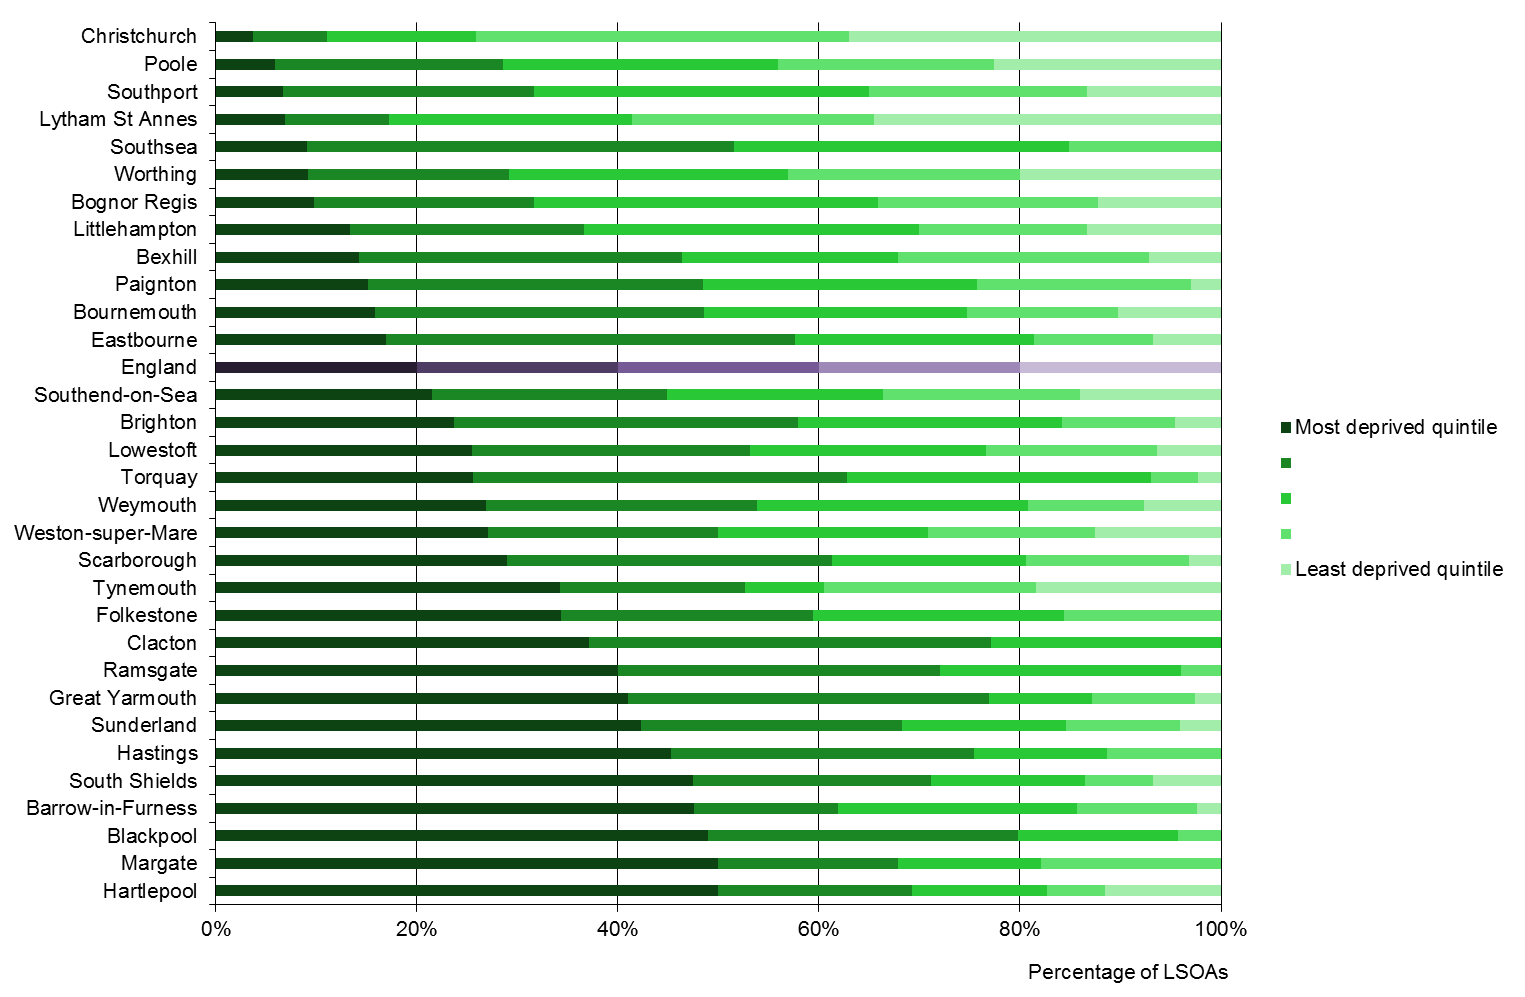 Christchurch
Poole
Southport
Lytham St Annes
Southsea
Worthing
Bognor Regis
Littlehampton
Bexhill
Paignton
Bournemouth
Eastbourne
England
Southend-on-Sea
Brighton
Lowestoft
Torquay
Weymouth
Weston-super-Mare
Scarborough
Tynemouth
Folkestone
Clacton
Ramsgate
Great Yarmouth
Sunderland
Hastings
South Shields
Barrow-in-Furness
Blackpool
Margate
Hartlepool
0% 20% 40% 60% 80% 100%
Percentage of LSOAs
Most deprived quintile
Least deprived quintile